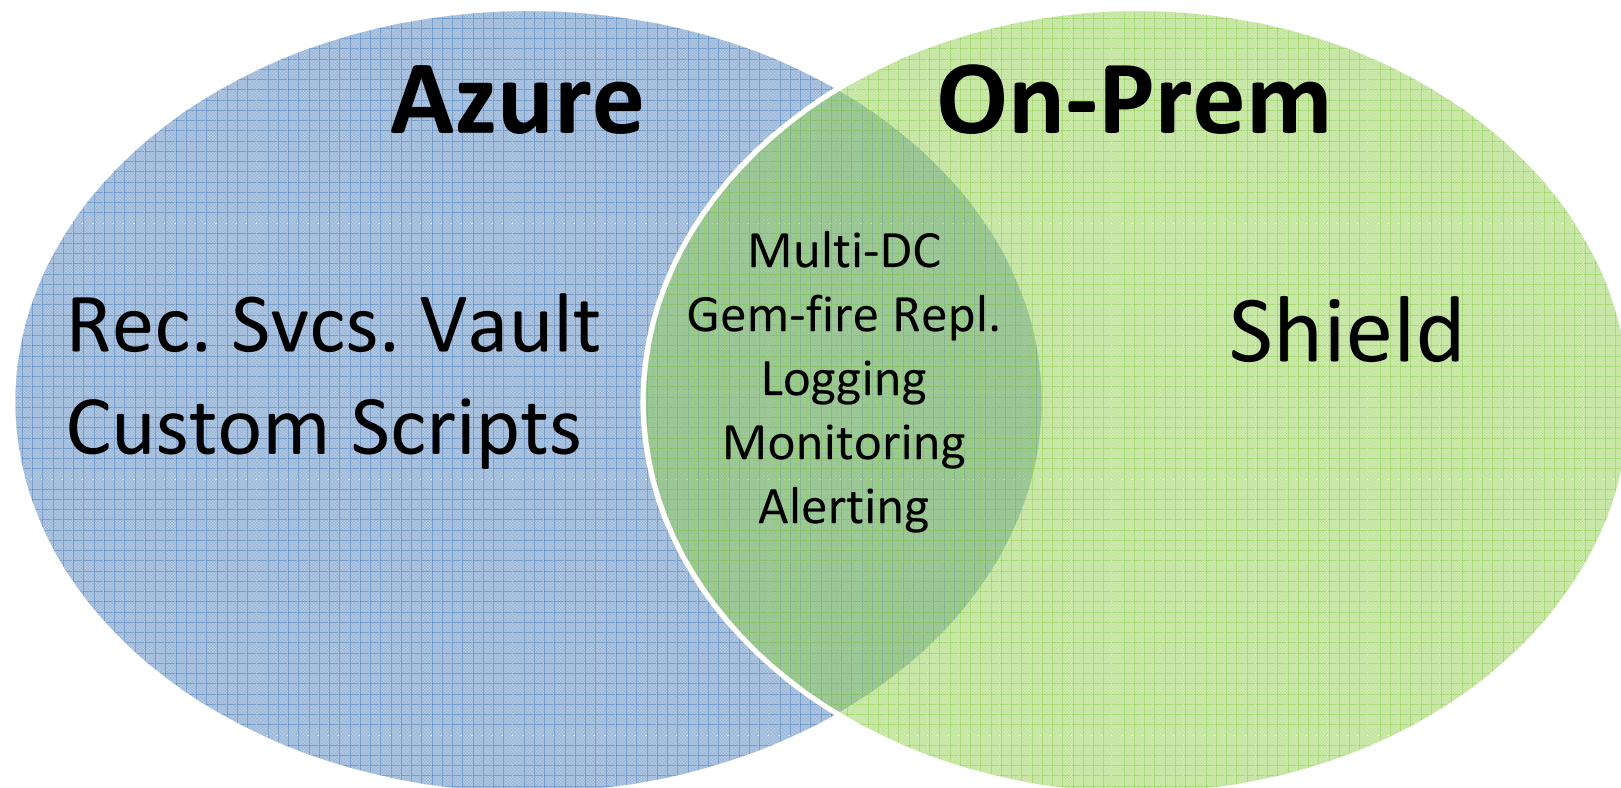 Azure
On-Prem
Rec. Svcs. Vault
Custom Scripts
Multi-DC
Gem-fire Repl.
Logging
Monitoring
Alerting
Shield